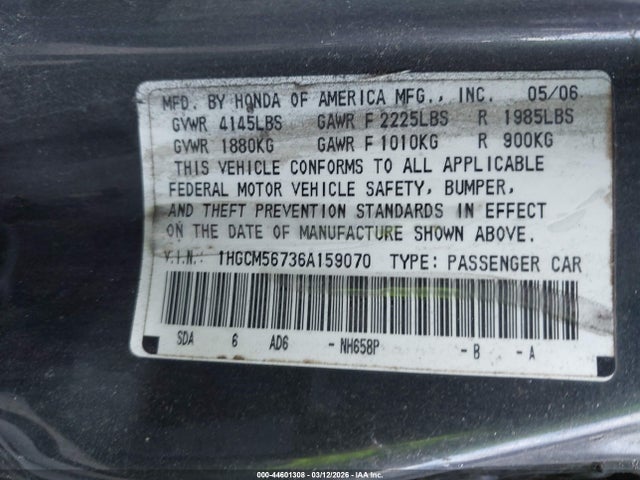 MFD. BY HONDA OF AMERICA MFG., INC. 05/06
GVWR 4145LBS GAWR F 2225LBS R 1985LBS
GVWR 1880KG GAWR F 1010KG R 900KG
THIS VEHICLE CONFORMS TO ALL APPLICABLE
FEDERAL MOTOR VEHICLE SAFETY, BUMPER,
AND THEFT PREVENTION STANDARDS IN EFFECT
ON THE DATE OF MANUFACTURE SHOWN ABOVE.
V.I.N.: 1HGCM56736A159070 TYPE: PASSENGER CAR
SDA 6 AD6 - NH658P - B - A
000-44601308 - 03/12/2026 - IAA Corp.